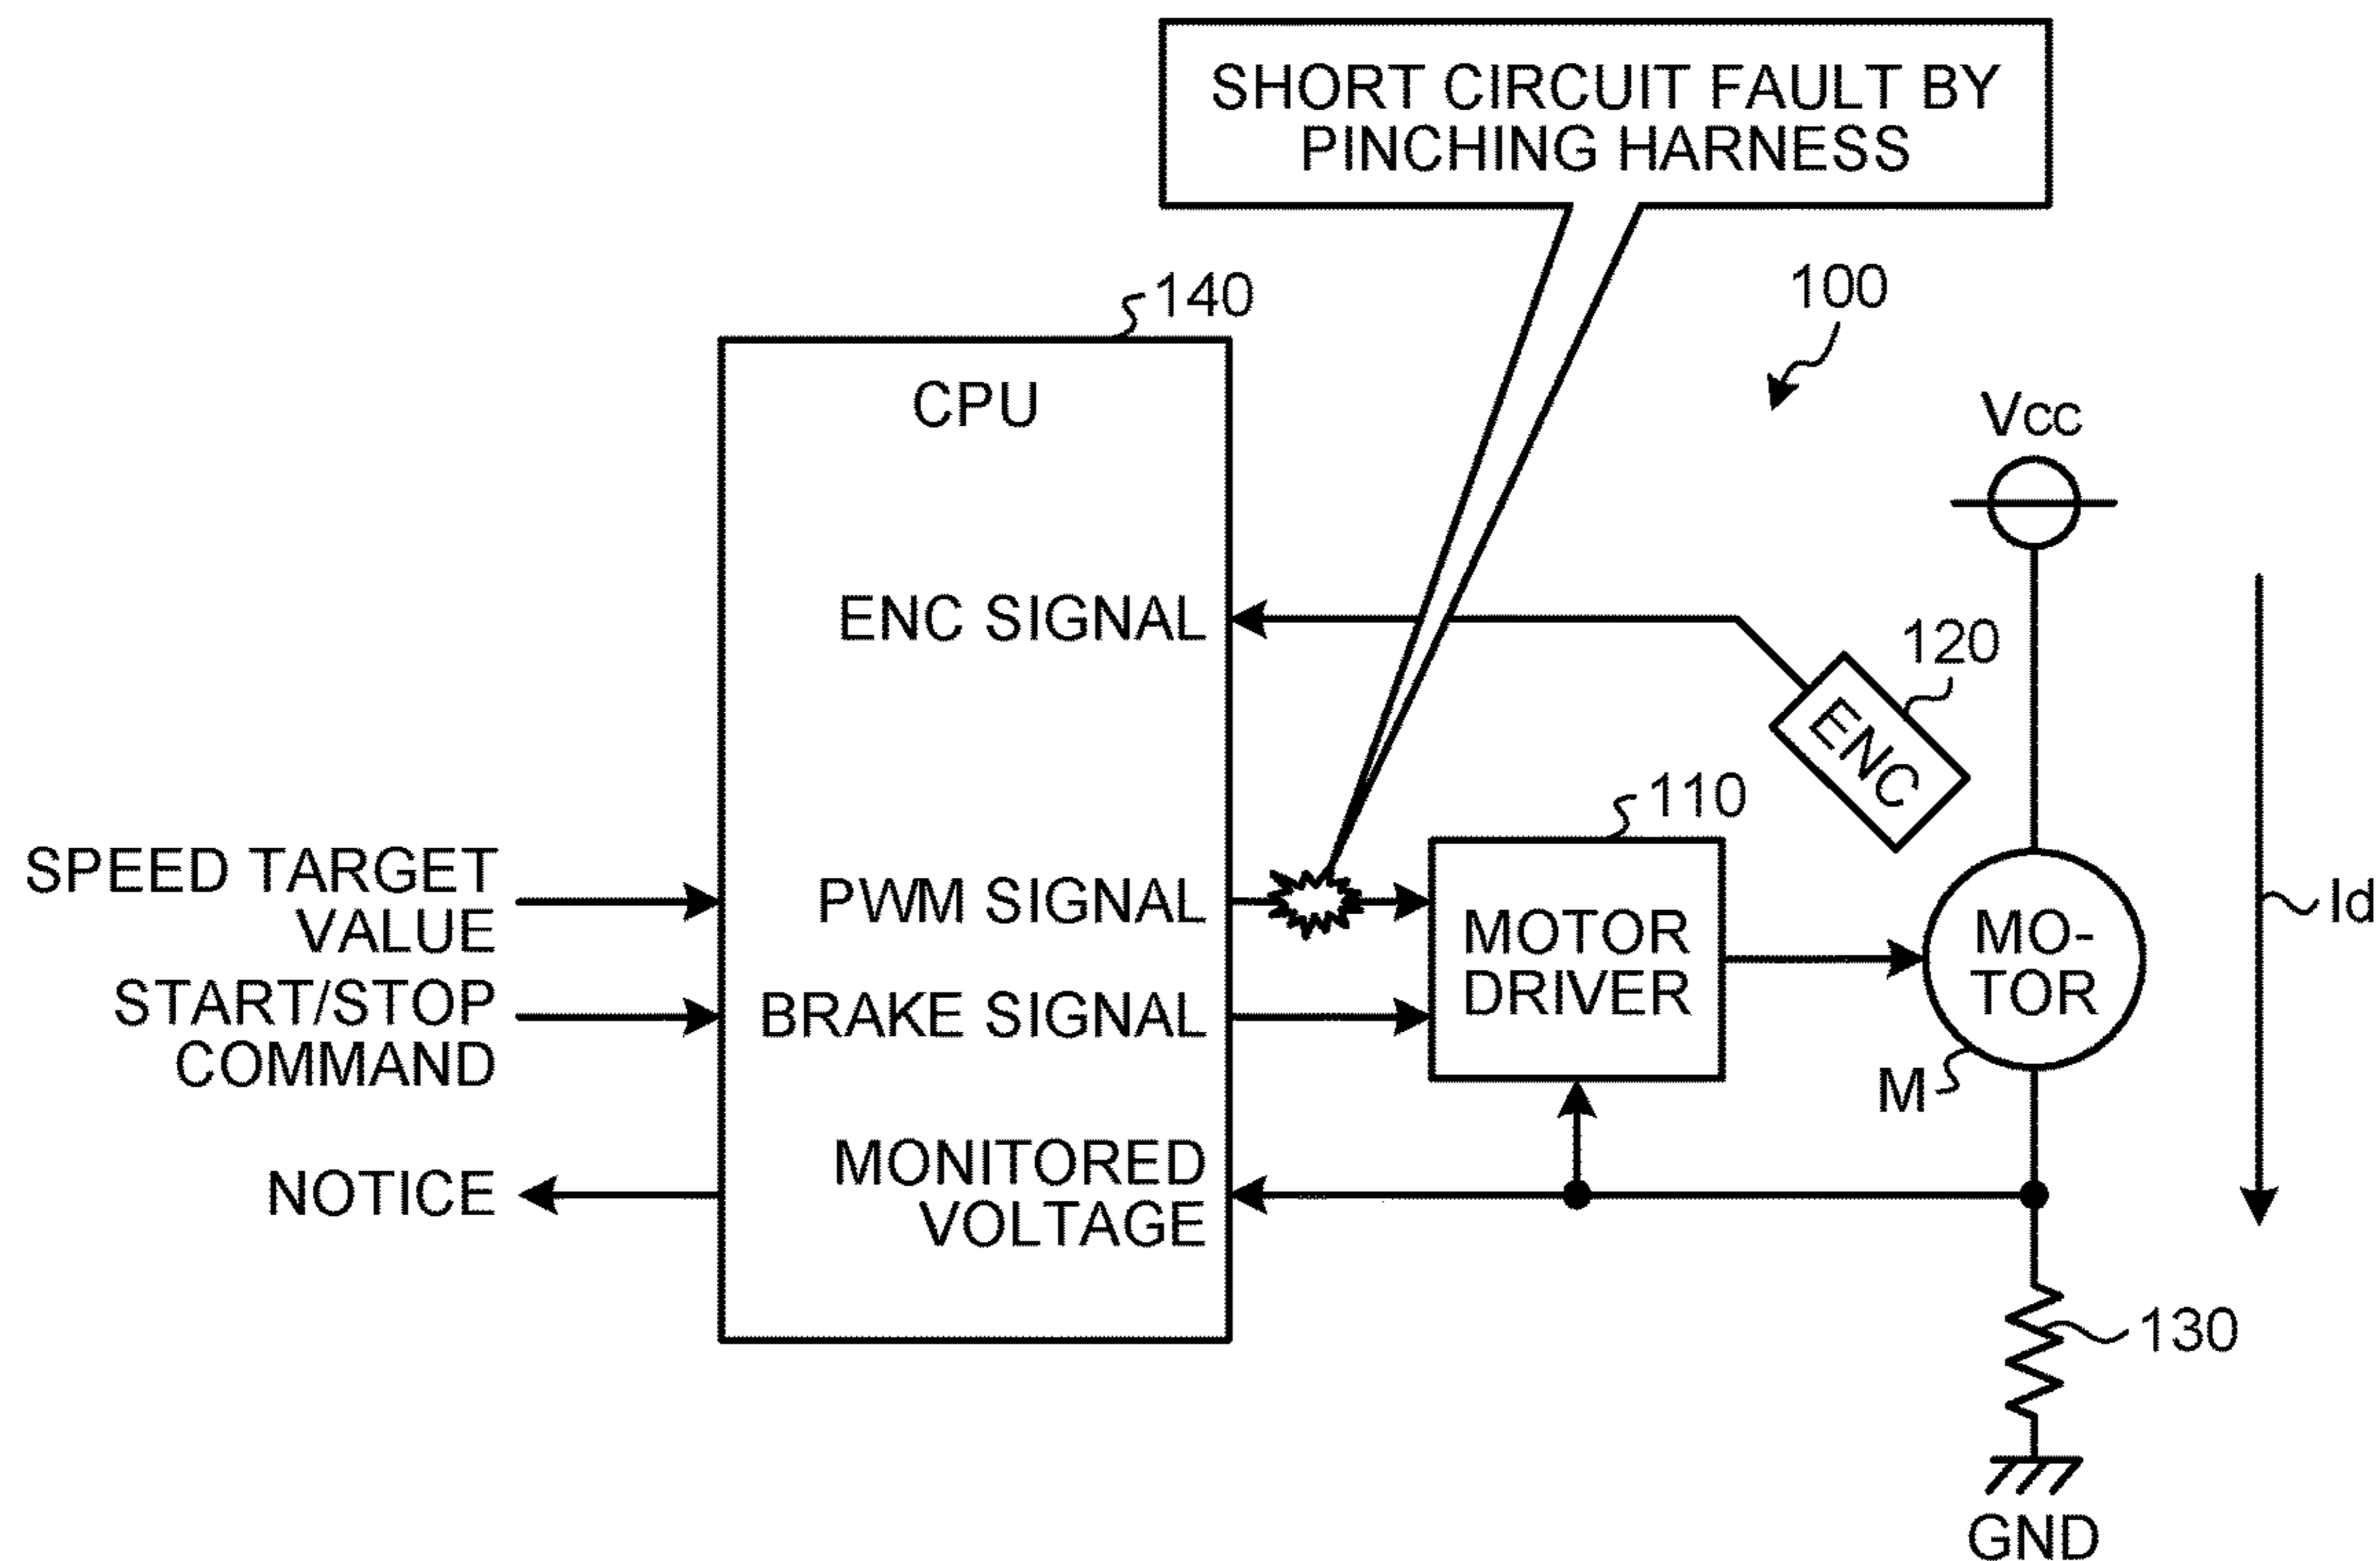 SHORT CIRCUIT FAULT BY
PINCHING HARNESS
140
100
CPU
Vcc
ENC SIGNAL
120
ENC
110
SPEED TARGET
VALUE
PWM SIGNAL
MOTOR
DRIVER
MO-
TOR
Id
START/STOP
COMMAND
BRAKE SIGNAL
M
NOTICE
MONITORED
VOLTAGE
130
GND